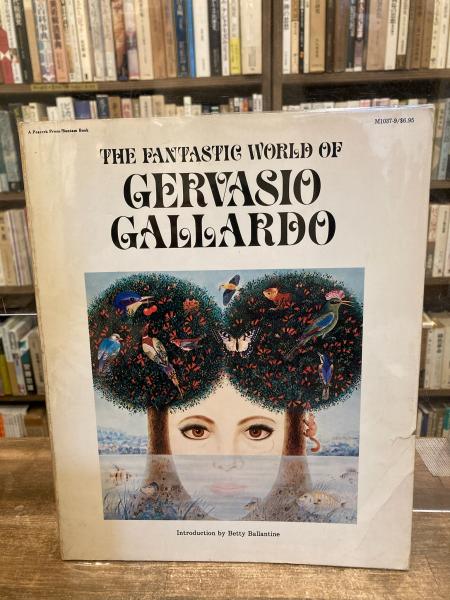 A Peacock Press/Bantam Book
M1037-9/$6.95
THE FANTASTIC WORLD OF
GERVASIO
GALLARDO
Introduction by Betty Ballantine